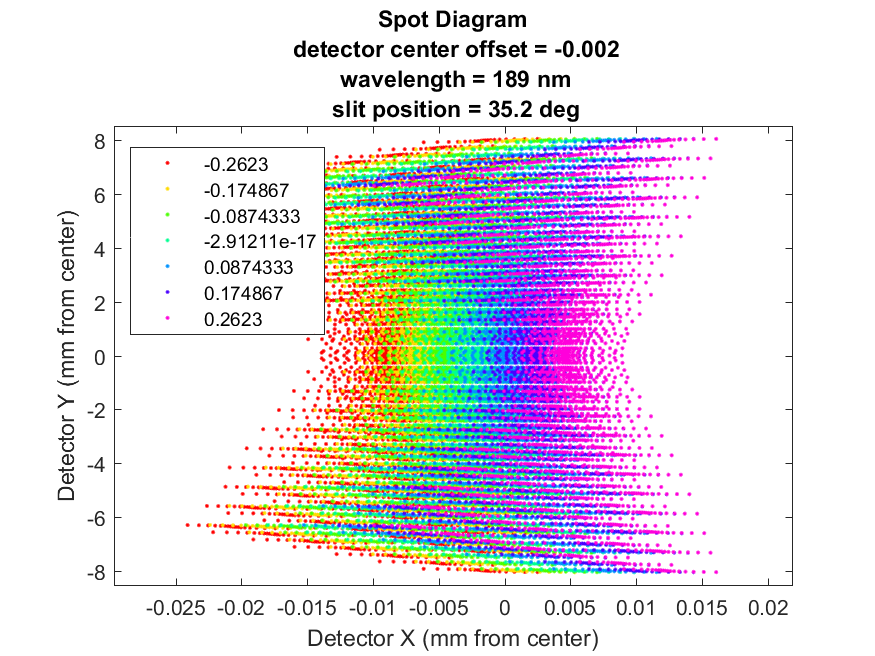 Spot Diagram
detector center offset = -0.002
wavelength = 189 nm
slit position = 35.2 deg
-0.2623
-0.174867
-0.0874333
-2.91211e-17
0.0874333
0.174867
0.2623
8
6
4
2
0
-2
-4
-6
-8
Detector Y (mm from center)
-0.025 -0.02 -0.015 -0.01 -0.005 0 0.005 0.01 0.015 0.02
Detector X (mm from center)